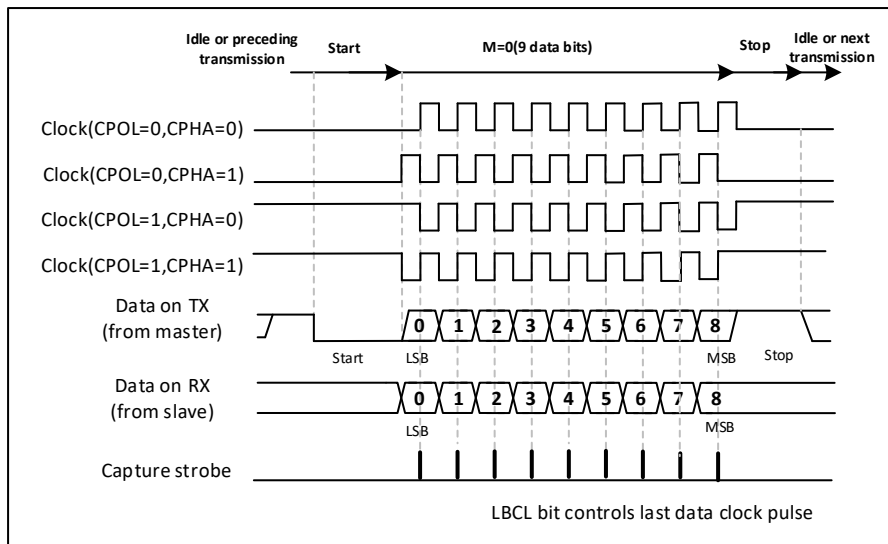 Idle or preceding
transmission
Start
M=0(9 data bits)
Stop
Idle or next
transmission
Clock(CPOL=0,CPHA=0)
Clock(CPOL=0,CPHA=1)
Clock(CPOL=1,CPHA=0)
Clock(CPOL=1,CPHA=1)
Data on TX
(from master)
0 1 2 3 4 5 6 7 8
Start
LSB
MSB
Stop
Data on RX
(from slave)
0 1 2 3 4 5 6 7 8
LSB
MSB
Capture strobe
LBCL bit controls last data clock pulse